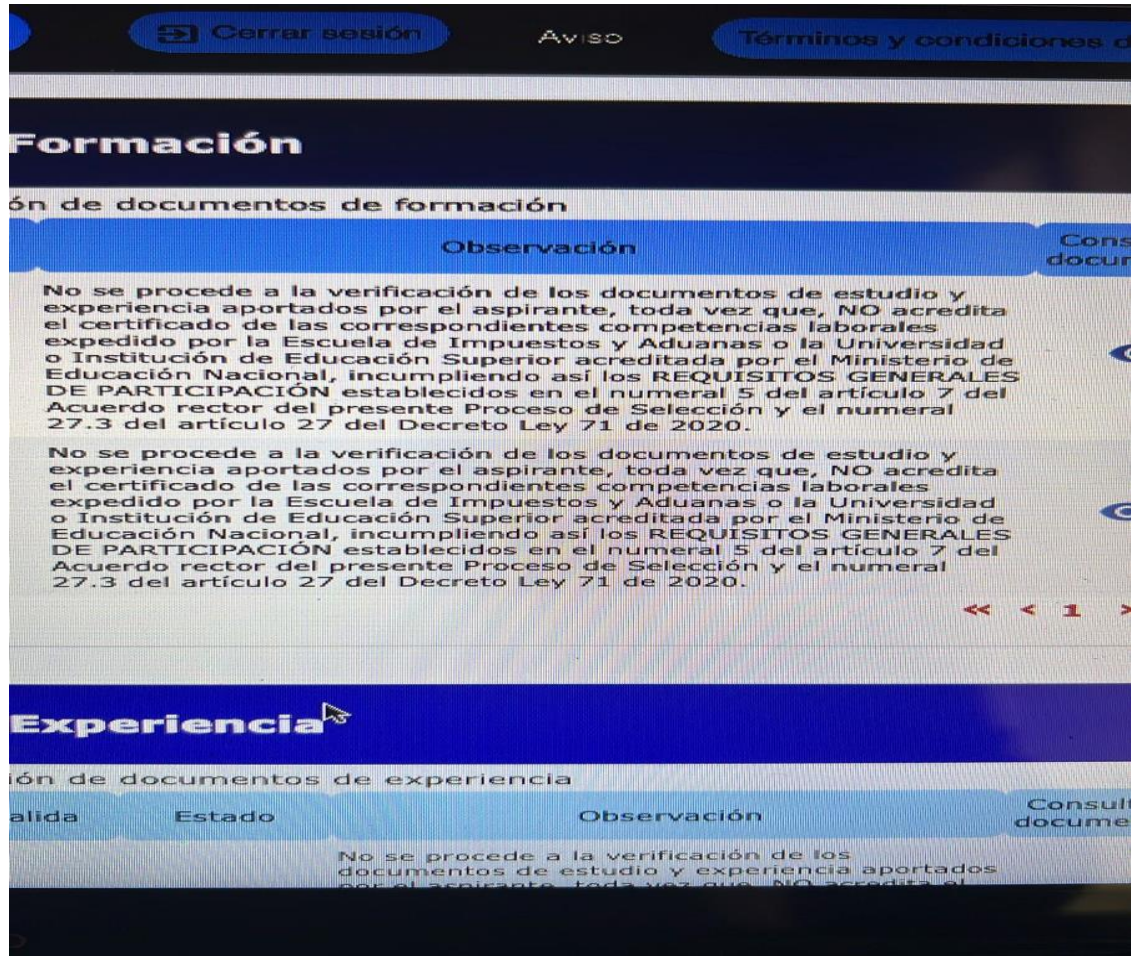 Cerrar sesión
Aviso
Términos y condiciones d
Formación
ón de documentos de formación
Observación
Cons
docum
No se procede a la verificación de los documentos de estudio y
experiencia aportados por el aspirante, toda vez que, NO acredita
el certificado de las correspondientes competencias laborales
expedido por la Escuela de Impuestos y Aduanas o la Universidad
o Institución de Educación Superior acreditada por el Ministerio de
Educación Nacional, incumpliendo así los REQUISITOS GENERALES
DE PARTICIPACIÓN establecidos en el numeral 5 del artículo 7 del
Acuerdo rector del presente Proceso de Selección y el numeral
27.3 del artículo 27 del Decreto Ley 71 de 2020.
No se procede a la verificación de los documentos de estudio y
experiencia aportados por el aspirante, toda vez que, NO acredita
el certificado de las correspondientes competencias laborales
expedido por la Escuela de Impuestos y Aduanas o la Universidad
o Institución de Educación Superior acreditada por el Ministerio de
Educación Nacional, incumpliendo así los REQUISITOS GENERALES
DE PARTICIPACIÓN establecidos en el numeral 5 del artículo 7 del
Acuerdo rector del presente Proceso de Selección y el numeral
27.3 del artículo 27 del Decreto Ley 71 de 2020.
<< < 1 >
Experiencia
ión de documentos de experiencia
alida Estado Observación
Consult
docume
No se procede a la verificación de los
documentos de estudio y experiencia aportados
por el aspirante, toda vez que, NO acredita el